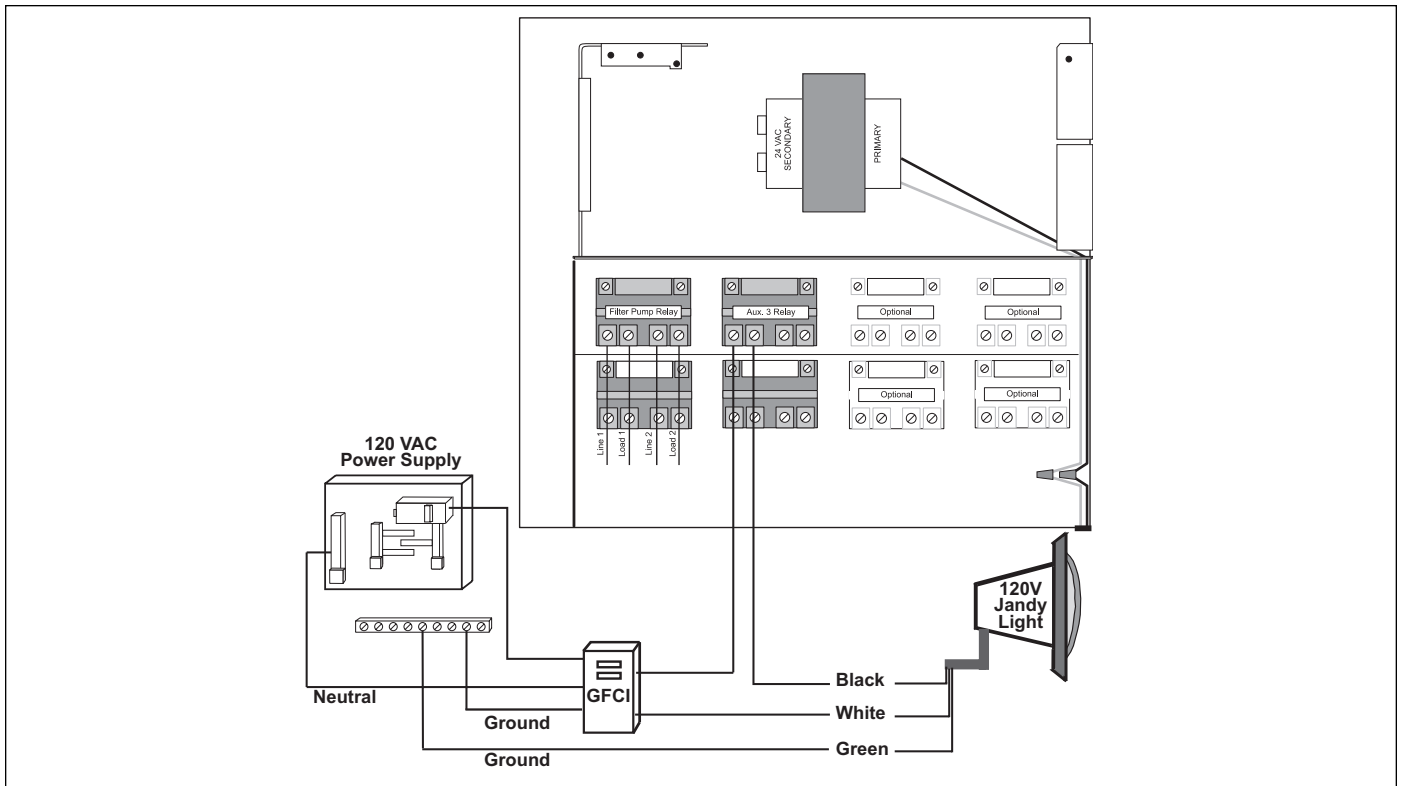 24 VAC
SECONDARY
PRIMARY
Filter Pump Relay
Aux. 3 Relay
Optional
Optional
Optional
Optional
Line 1
Load 1
Line 2
Load 2
120 VAC
Power Supply
120V
Jandy
Light
GFCI
Neutral
Ground
Ground
Black
White
Green